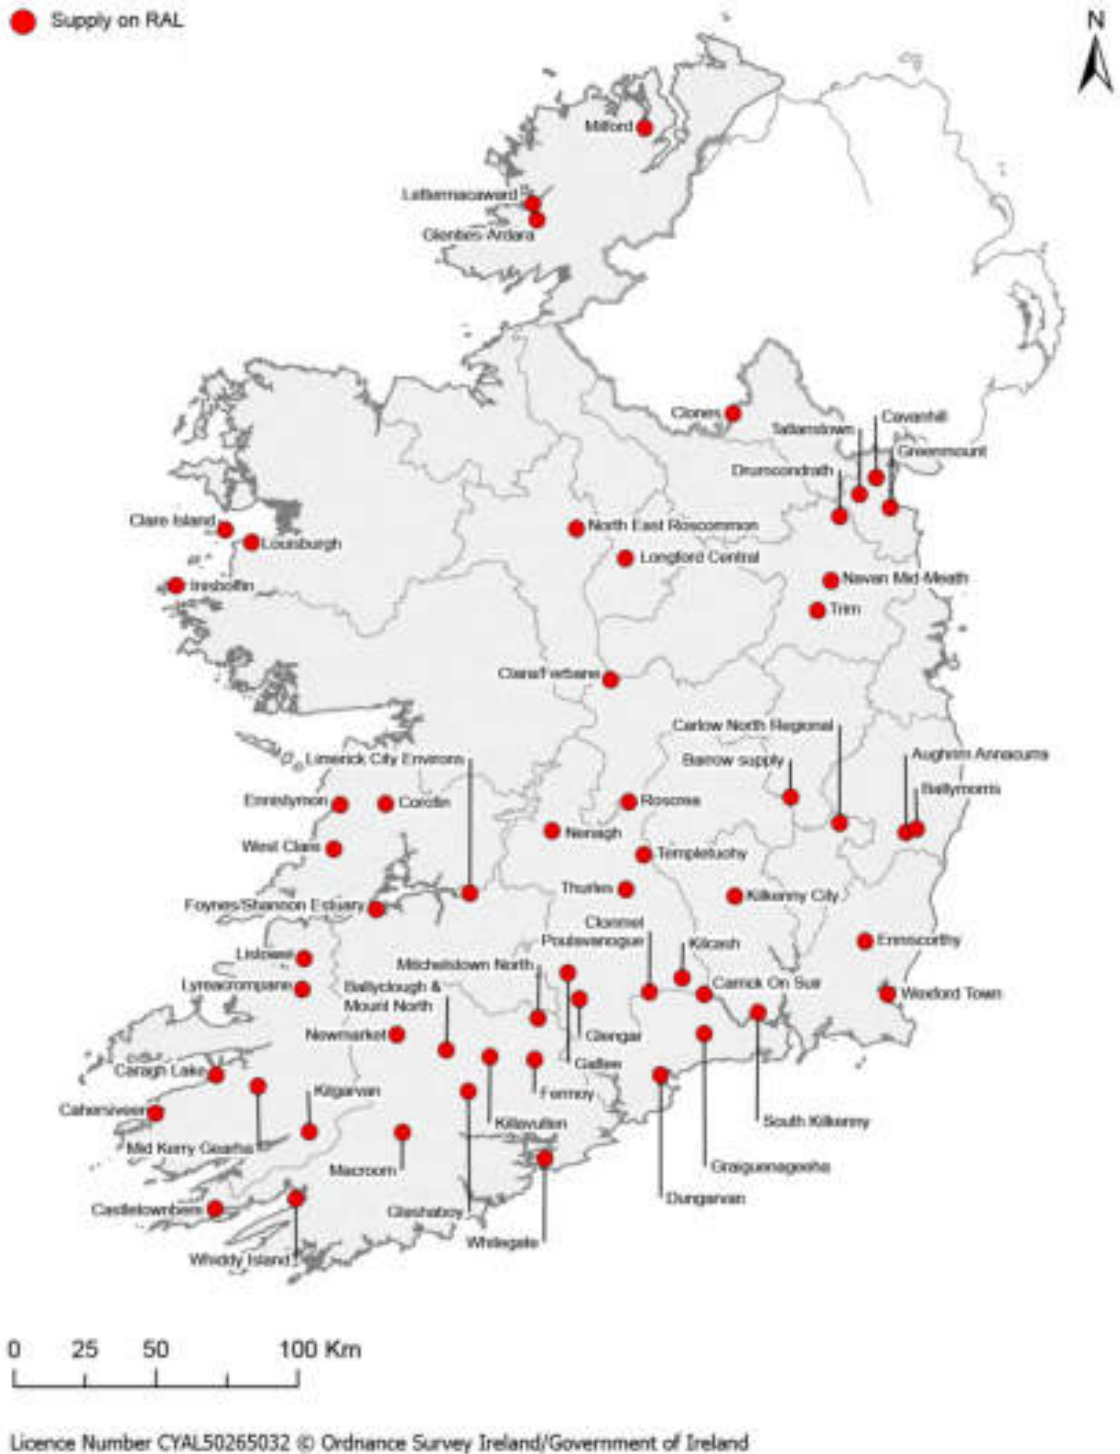 Supply on RAL
N
Milford
Lettermacaward
Glenties-Ardara
Clones
Cavanhill
Tallanstown
Greenmount
Drumcondrath
Clare Island
Louisburgh
North East Roscommon
Longford Central
Inisboffin
Navan Mid-Meath
Trim
Clara/Ferbane
Carlow North Regional
Limerick City Environs
Barrow supply
Aughrim Annacurra
Ballymorris
Ennistymon
Corofin
Roscrea
Nenagh
West Clare
Templetuohy
Thurles
Kilkenny City
Foynes/Shannon Estuary
Clonmel
Poulavanogue
Kilcash
Enniscorthy
Listowel
Mitchelstown North
Lyreacrompane
Ballyclough &
Mount North
Carrick On Suir
Wexford Town
Newmarket
Glengar
Galtee
Caragh Lake
Kilgarvan
Fermoy
Cahersiveen
Killavullen
South Kilkenny
Mid Kerry Gearha
Macroom
Graiguenageeha
Dungarvan
Castletownbere
Glashaboy
Whitegate
Whiddy Island
0 25 50 100 Km
Licence Number CYAL50265032 © Ordnance Survey Ireland/Government of Ireland